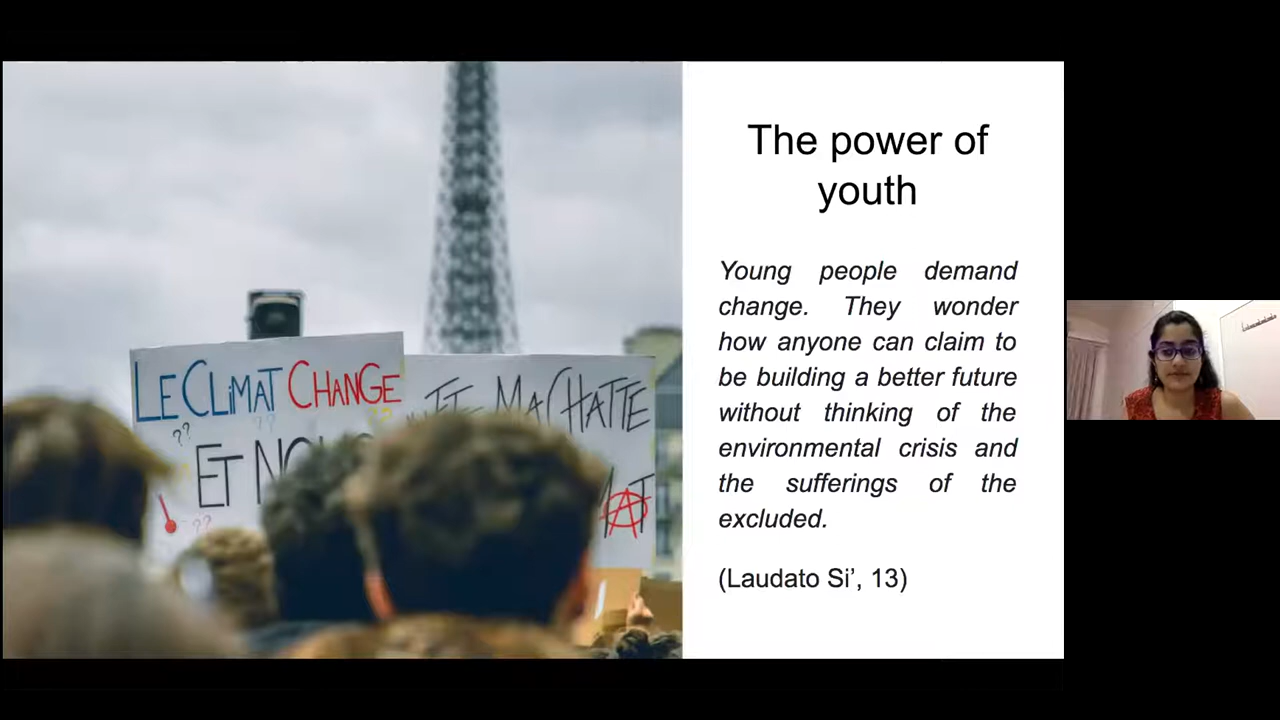 LE CLIMAT CHANGE
??
ET
??
ET MA CHATTE
The power of
youth
Young people demand
change. They wonder
how anyone can claim to
be building a better future
without thinking of the
environmental crisis and
the sufferings of the
excluded.
(Laudato Si’, 13)